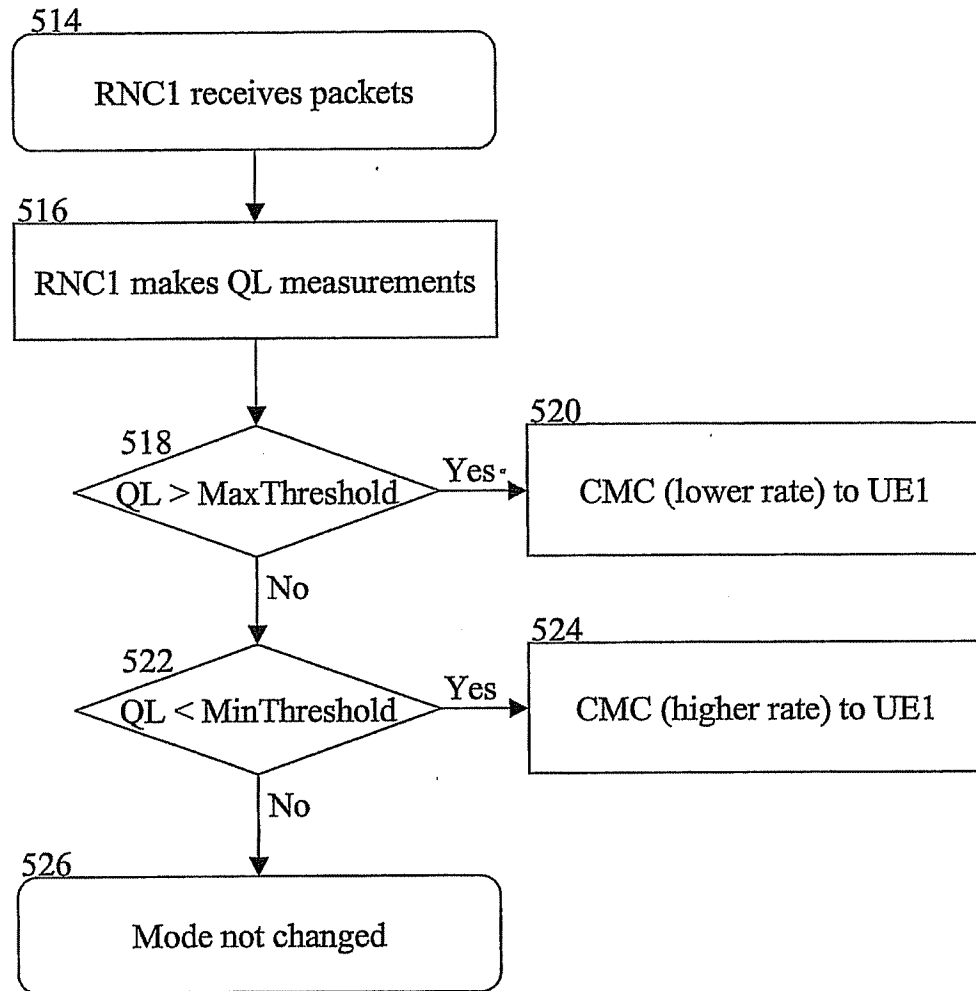 514
RNC1 receives packets
516
RNC1 makes QL measurements
518
QL > MaxThreshold
Yes
520
CMC (lower rate) to UE1
No
522
QL < MinThreshold
Yes
524
CMC (higher rate) to UE1
No
526
Mode not changed